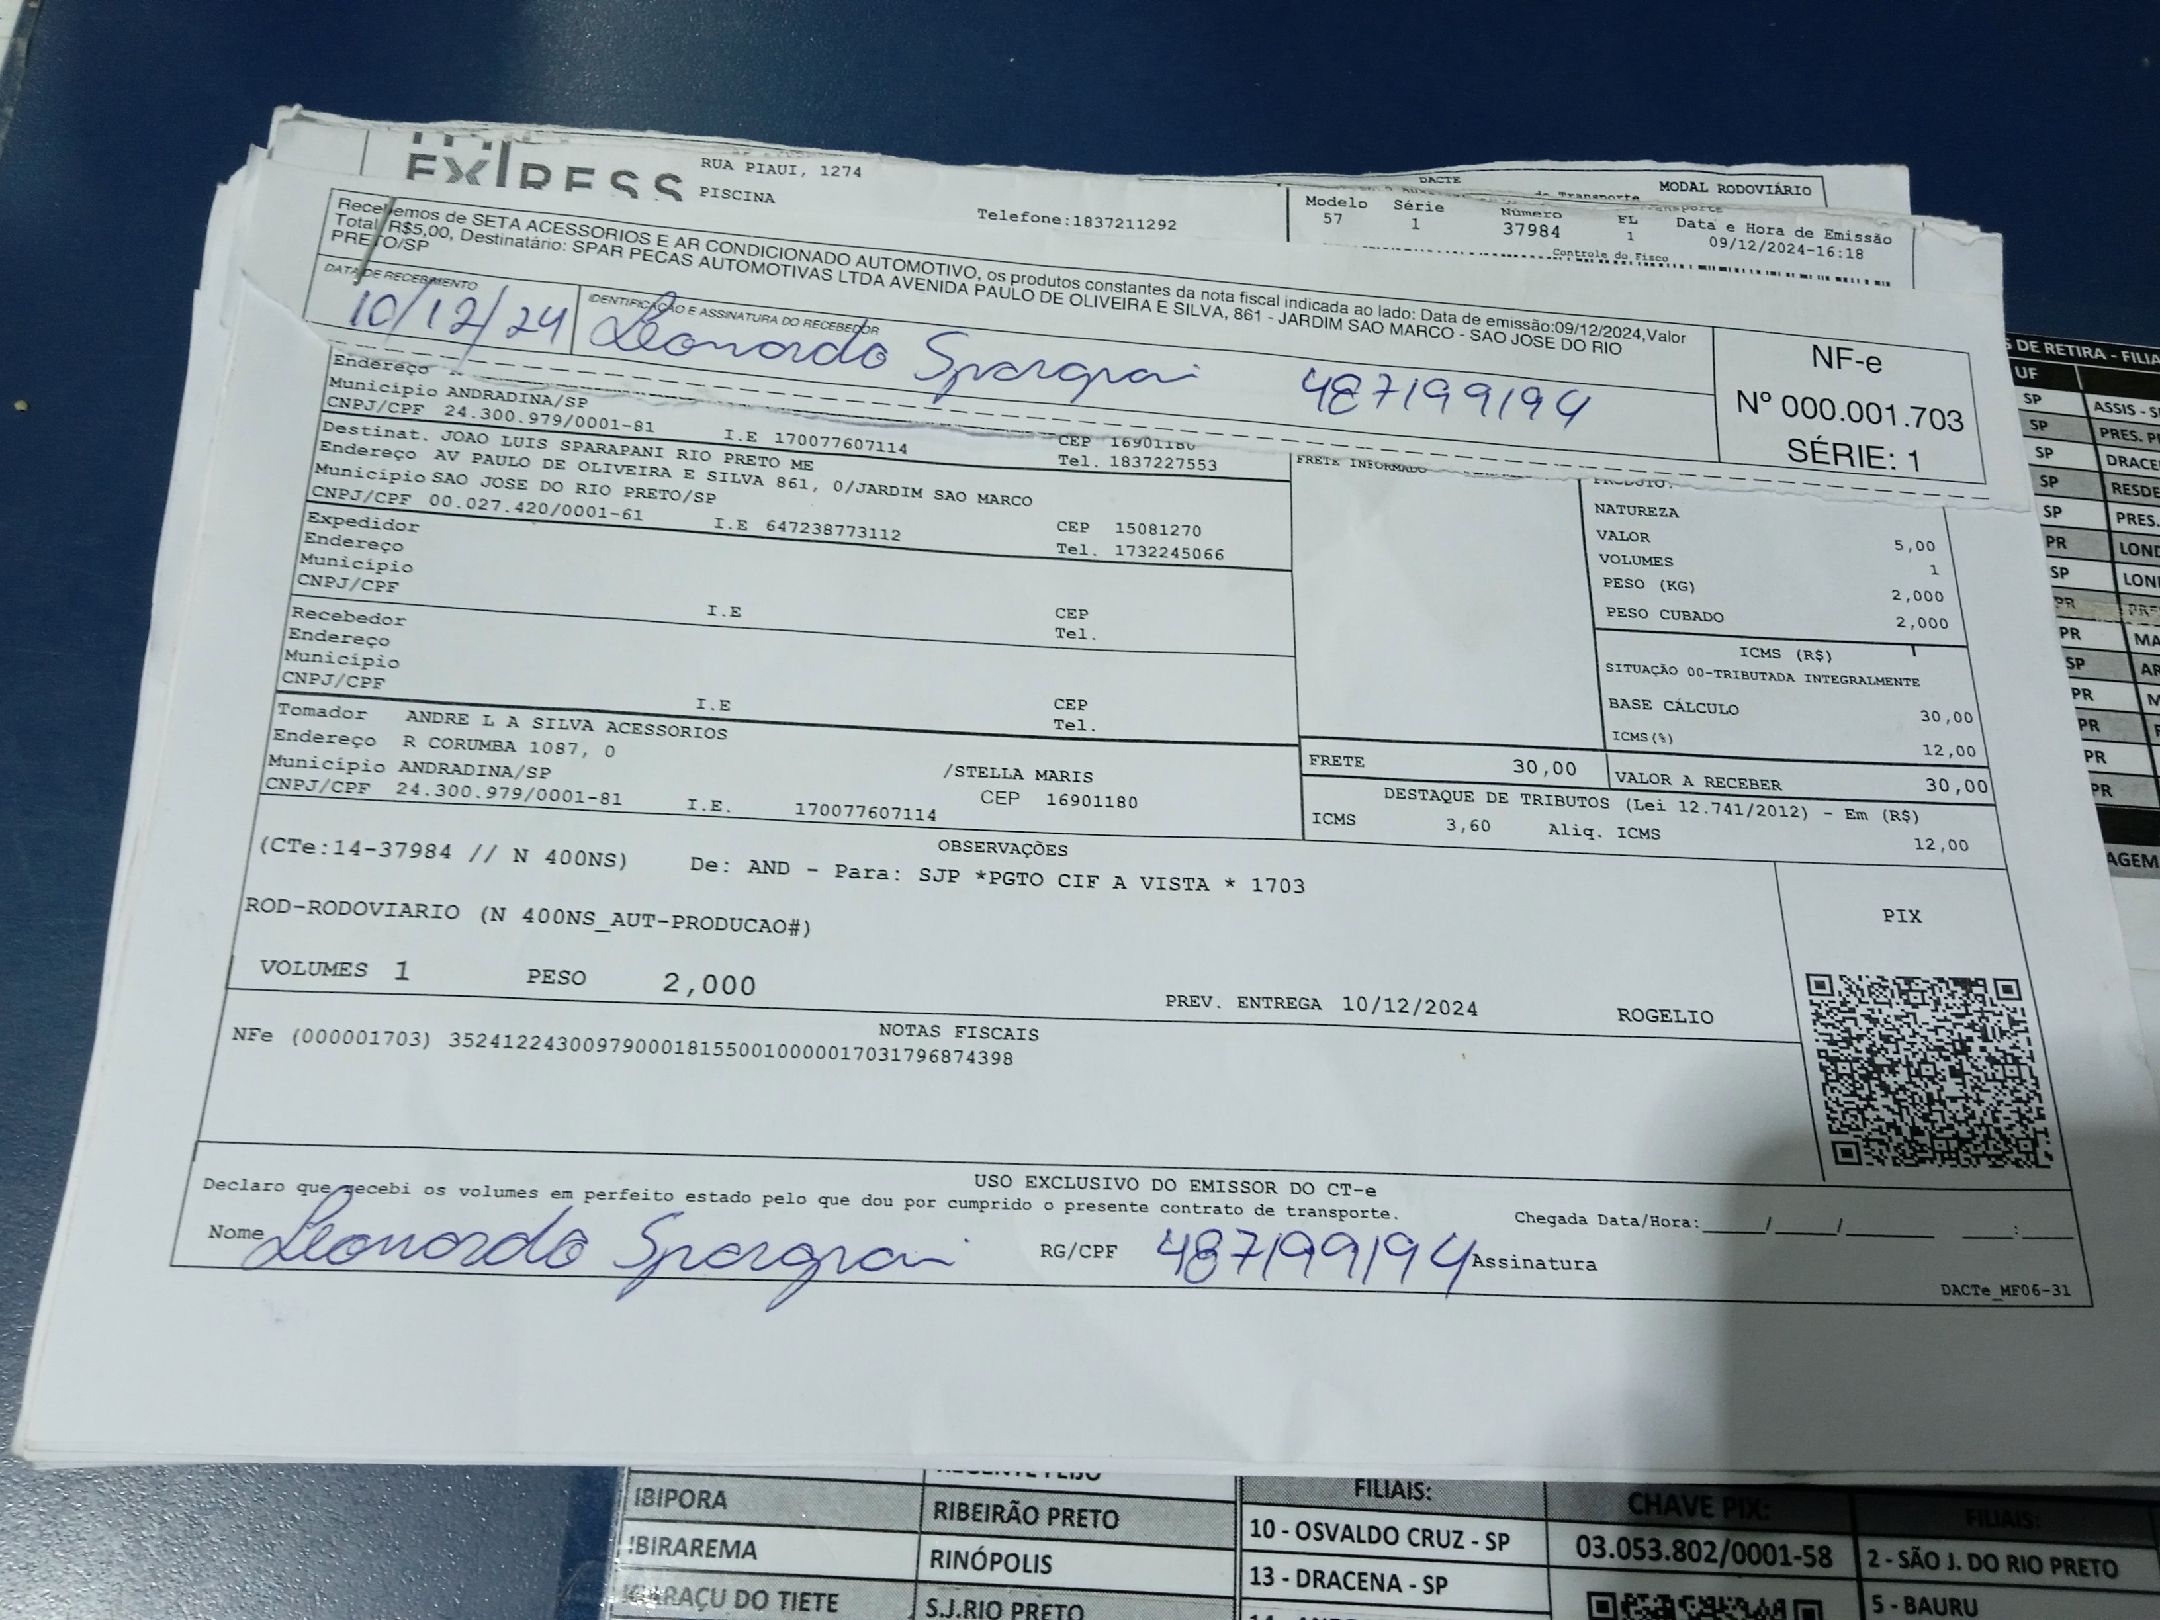 EXPRESS
RUA PIAUI, 1274
PISCINA
Telefone:1837211292
DACTE
MODAL RODOVIÁRIO
Modelo Série Número FL Data e Hora de Emissão
57 1 37984 1 09/12/2024-16:18
Controle do Fisco
Recebemos de SETA ACESSORIOS E AR CONDICIONADO AUTOMOTIVO, os produtos constantes da nota fiscal indicada ao lado: Data de emissão:09/12/2024,Valor
Total: R$5,00, Destinatário: SPAR PECAS AUTOMOTIVAS LTDA AVENIDA PAULO DE OLIVEIRA E SILVA, 861 - JARDIM SAO MARCO - SAO JOSE DO RIO
PRETO/SP
DATA DE RECEBIMENTO
10/12/24
IDENTIFICAÇÃO E ASSINATURA DO RECEBEDOR
Leonardo 487199194
NF-e
Nº 000.001.703
SÉRIE: 1
Endereço
Município ANDRADINA/SP
CNPJ/CPF 24.300.979/0001-81 I.E 170077607114
CEP 16901180
Tel. 1837227553
Destinat. JOAO LUIS SPARAPANI RIO PRETO ME
Endereço AV PAULO DE OLIVEIRA E SILVA 861, 0/JARDIM SAO MARCO
Município SAO JOSE DO RIO PRETO/SP CEP 15081270
CNPJ/CPF 00.027.420/0001-61 I.E 647238773112 Tel. 1732245066
Expedidor
Endereço
Município CEP
CNPJ/CPF I.E Tel.
Recebedor
Endereço
Município CEP
CNPJ/CPF I.E Tel.
Tomador ANDRE L A SILVA ACESSORIOS
Endereço R CORUMBA 1087, 0 /STELLA MARIS
Município ANDRADINA/SP CEP 16901180
CNPJ/CPF 24.300.979/0001-81 I.E. 170077607114
FRETE INFORMADO
PRODUTO:
NATUREZA
VALOR 5,00
VOLUMES 1
PESO (KG) 2,000
PESO CUBADO 2,000
ICMS (R$)
SITUAÇÃO 00-TRIBUTADA INTEGRALMENTE
BASE CÁLCULO 30,00
ICMS(%) 12,00
FRETE 30,00 VALOR A RECEBER 30,00
DESTAQUE DE TRIBUTOS (Lei 12.741/2012) - Em (R$)
ICMS 3,60 Aliq. ICMS 12,00
OBSERVAÇÕES
(CTe:14-37984 // N 400NS) De: AND - Para: SJP *PGTO CIF A VISTA * 1703
ROD-RODOVIARIO (N 400NS_AUT-PRODUCAO#)
PIX
VOLUMES 1 PESO 2,000 PREV. ENTREGA 10/12/2024 ROGELIO
NOTAS FISCAIS
NFe (000001703) 35241224300979000181550010000017031796874398
USO EXCLUSIVO DO EMISSOR DO CT-e
Declaro que recebi os volumes em perfeito estado pelo que dou por cumprido o presente contrato de transporte.
Chegada Data/Hora:____/____/______ ___:____
Nome Leonardo RG/CPF 487199194 Assinatura
DACTe_MF06-31
DE RETIRA - FILIA
UF
SP ASSIS - S
SP PRES. P
SP DRACE
SP RESDE
SP PRES.
PR LOND
SP LON
PR PRE
PR MA
SP AR
PR M
PR
PR
PR
AGEM
IBIPORA
IBIRAREMA
IGARAÇU DO TIETE
RIBEIRÃO PRETO
RINÓPOLIS
S.J.RIO PRETO
FILIAIS:
10 - OSVALDO CRUZ - SP
13 - DRACENA - SP
CHAVE PIX:
03.053.802/0001-58
FILIAIS:
2 - SÃO J. DO RIO PRETO
5 - BAURU